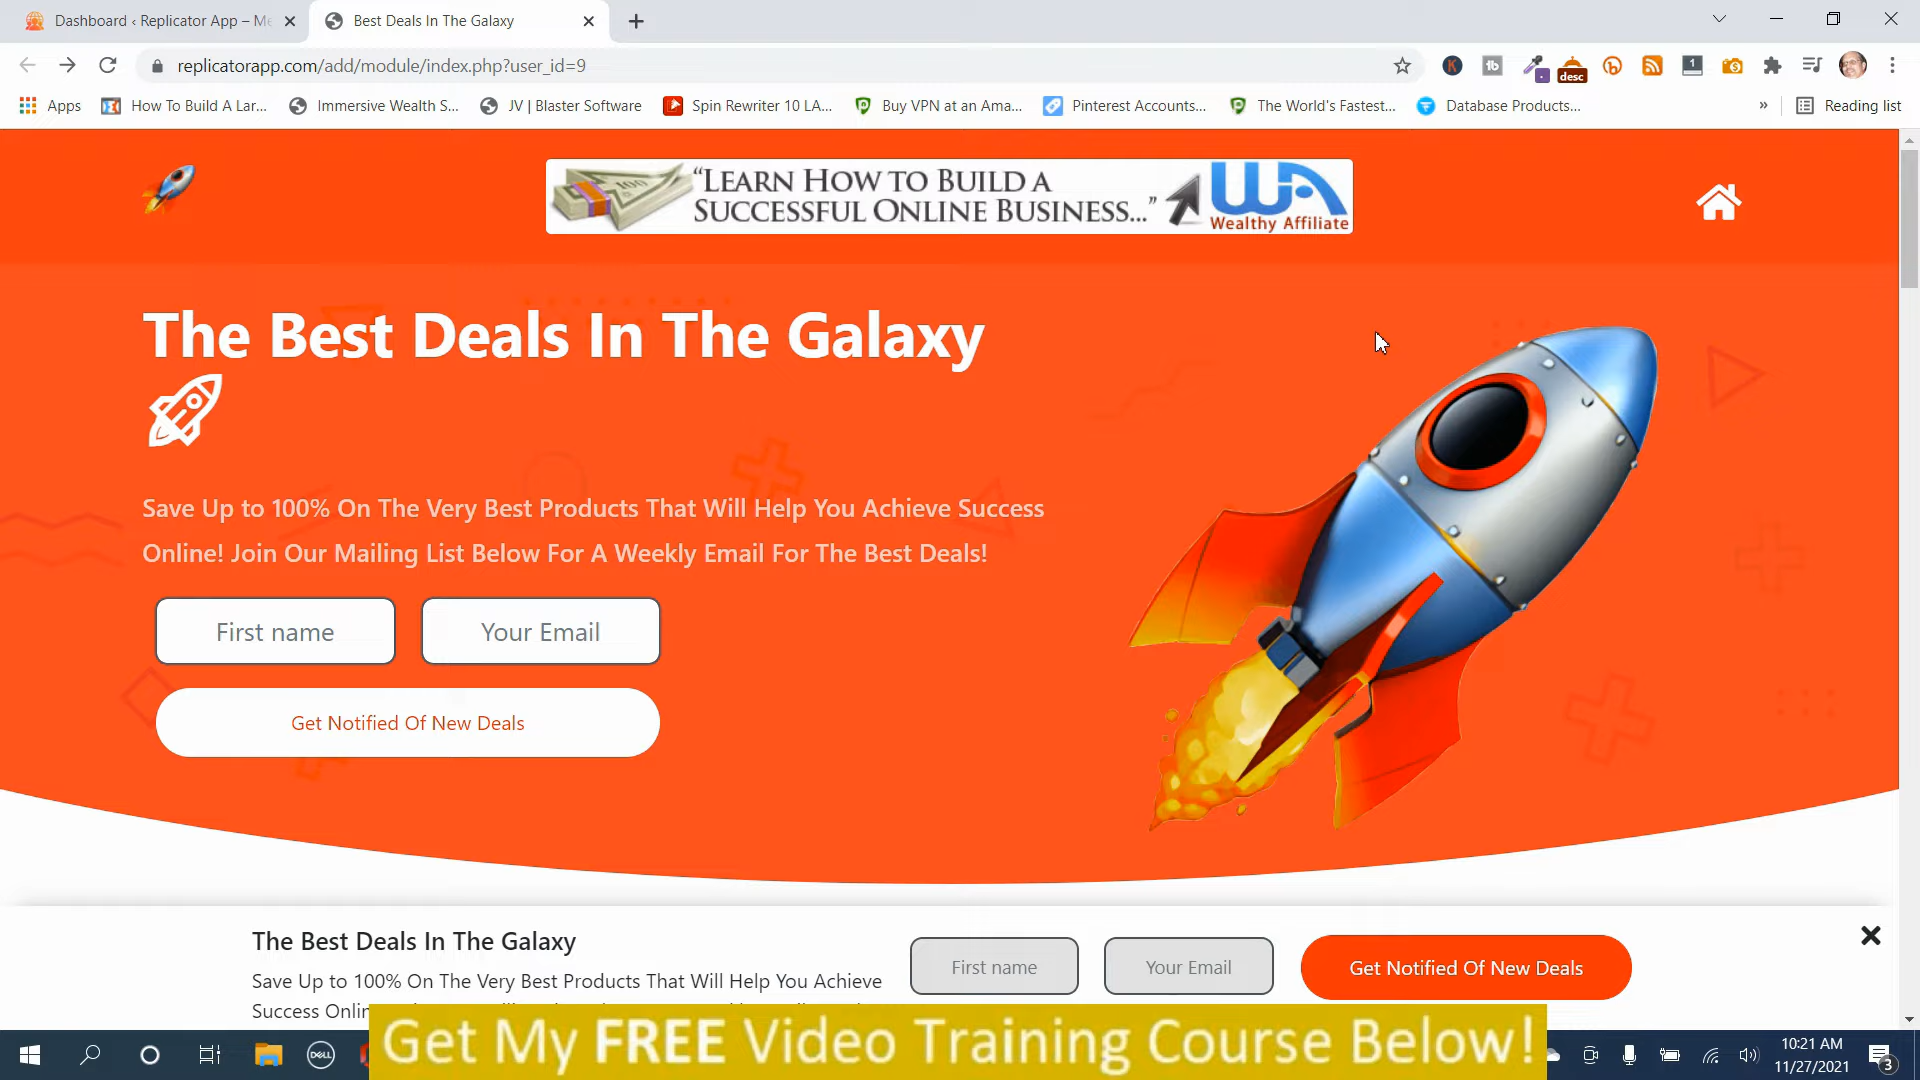 Dashboard ‹ Replicator App – Me
Best Deals In The Galaxy
replicatorapp.com/add/module/index.php?user_id=9
desc
1
Apps
How To Build A Lar...
Immersive Wealth S...
JV | Blaster Software
Spin Rewriter 10 LA...
Buy VPN at an Ama...
Pinterest Accounts...
The World's Fastest...
Database Products...
»
Reading list
100
“LEARN HOW TO BUILD A
SUCCESSFUL ONLINE BUSINESS...”
WA
Wealthy Affiliate
The Best Deals In The Galaxy
Save Up to 100% On The Very Best Products That Will Help You Achieve Success
Online! Join Our Mailing List Below For A Weekly Email For The Best Deals!
First name
Your Email
Get Notified Of New Deals
The Best Deals In The Galaxy
Save Up to 100% On The Very Best Products That Will Help You Achieve
Success Onlin
First name
Your Email
Get Notified Of New Deals
Get My FREE Video Training Course Below!
DELL
10:21 AM
11/27/2021
3